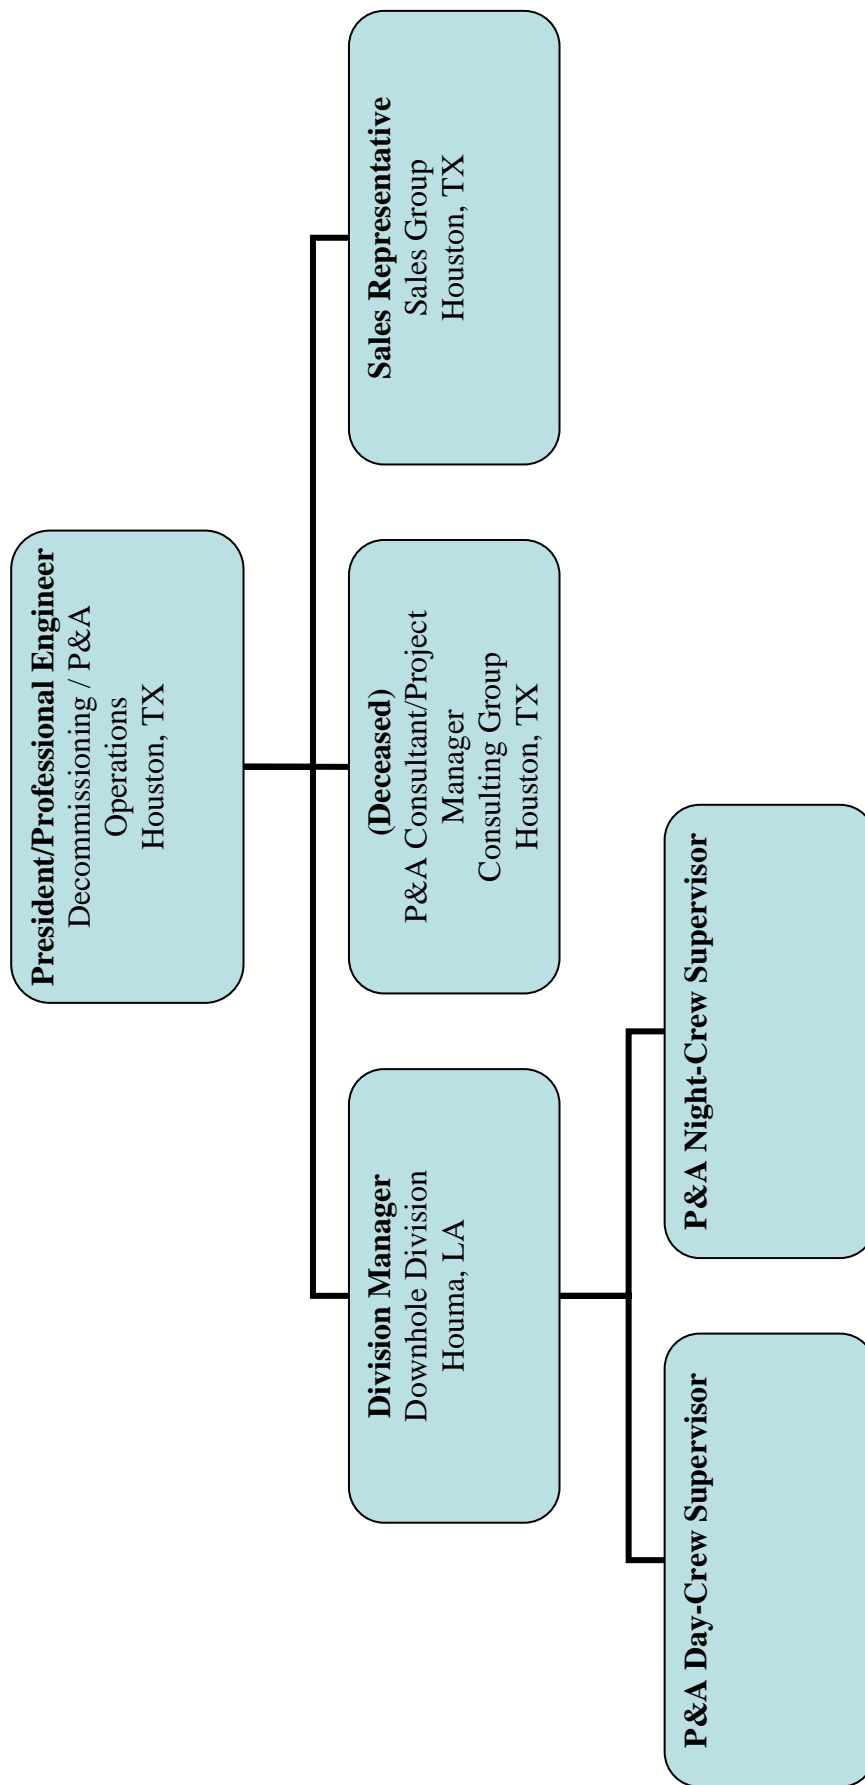 President/Professional Engineer
Decommissioning / P&A
Operations
Houston, TX
Division Manager
Downhole Division
Houma, LA
(Deceased)
P&A Consultant/Project
Manager
Consulting Group
Houston, TX
Sales Representative
Sales Group
Houston, TX
P&A Day-Crew Supervisor
P&A Night-Crew Supervisor